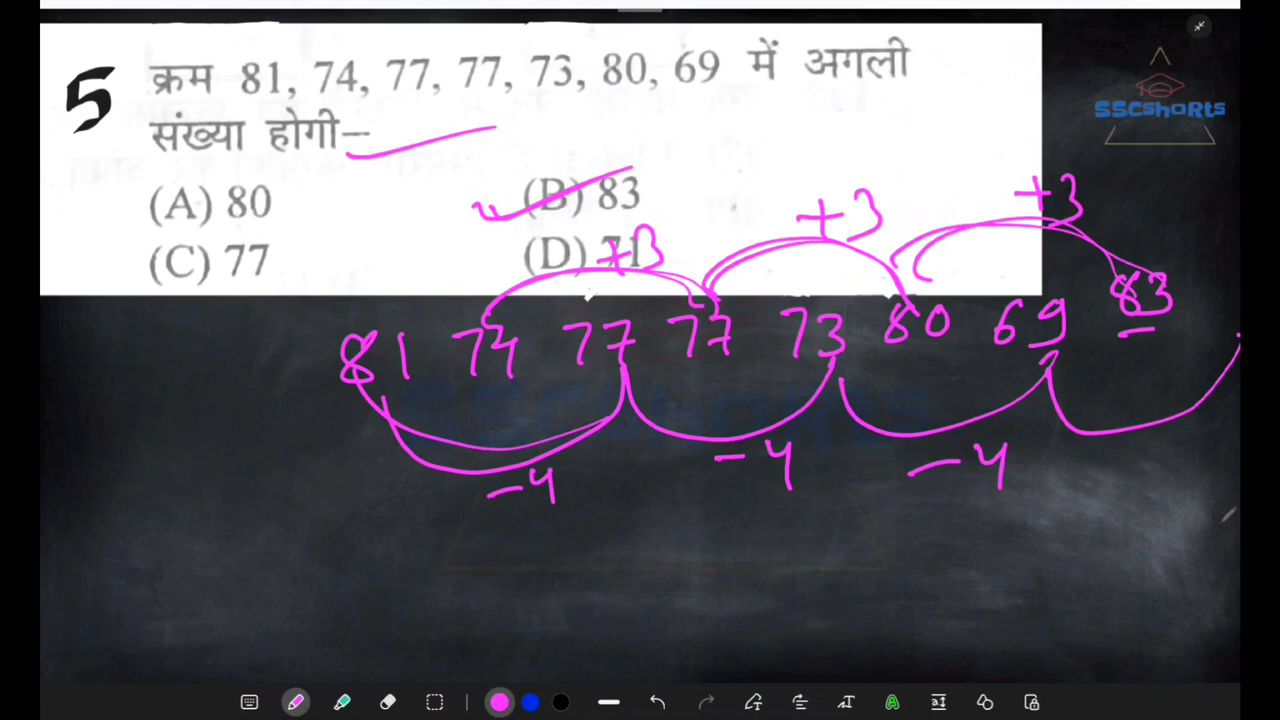 5 क्रम 81, 74, 77, 77, 73, 80, 69 में अगली
संख्या होगी–
(A) 80 (B) 83
(C) 77 (D) 71
SSCshoRts
+3 +3 +3
81 74 77 77 73 80 69 83
-4 -4 -4